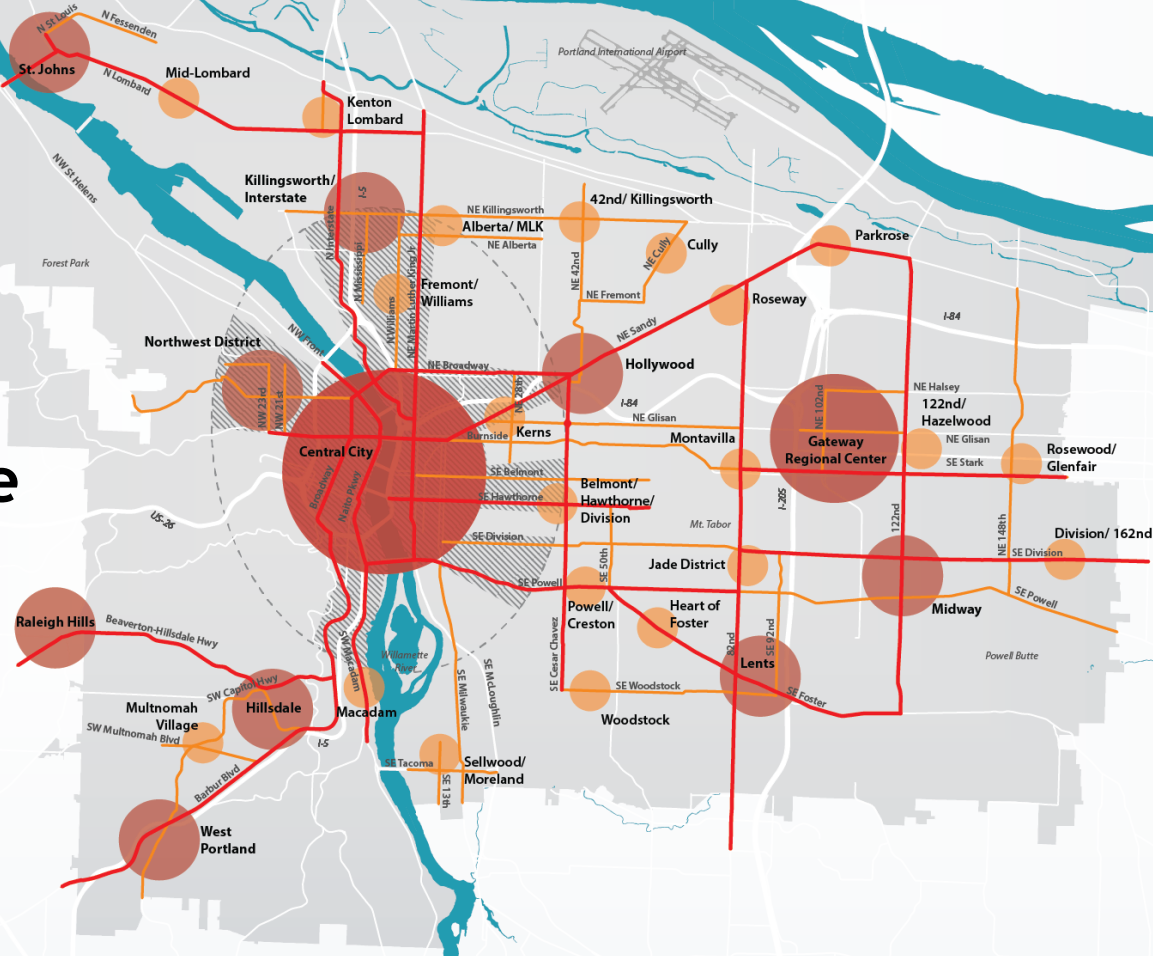 N St Louis
N Fessenden
St. Johns
N Lombard
Mid-Lombard
Kenton
Lombard
Portland International Airport
NW St Helens
Killingsworth/
Interstate
I-5
N Interstate
N Mississippi
NE Killingsworth
Alberta/ MLK
NE Alberta
42nd/ Killingsworth
NE 42nd
NE Cully
Cully
Parkrose
Forest Park
Fremont/
Williams
N Williams
NE Martin Luther King Jr
NE Fremont
Roseway
NE Sandy
I-84
NW Front
Northwest District
NW 23rd
NW 21st
NE Broadway
Hollywood
I-84
NE 28th
Kerns
NE Glisan
Burnside
Montavilla
NE 102nd
NE Halsey
122nd/
Hazelwood
Gateway
Regional Center
NE Glisan
SE Stark
Rosewood/
Glenfair
e
Central City
Broadway
Naito Pkwy
SE Belmont
SE Hawthorne
Belmont/
Hawthorne/
Division
Mt. Tabor
I-205
122nd
US-26
SE Division
SE 50th
Jade District
NE 148th
SE Division
Division/ 162nd
SE Powell
Powell/
Creston
Heart of
Foster
82nd
SE 92nd
Midway
SE Powell
Raleigh Hills
Beaverton-Hillsdale Hwy
SW Macadam
Willamette
River
SE Cesar Chavez
Lents
Powell Butte
SW Capitol Hwy
Hillsdale
Macadam
SE Milwaukie
SE McLoughlin
SE Woodstock
Woodstock
SE Foster
Multnomah
Village
SW Multnomah Blvd
I-5
SE Tacoma
Sellwood/
Moreland
SE 13th
Barbur Blvd
West
Portland